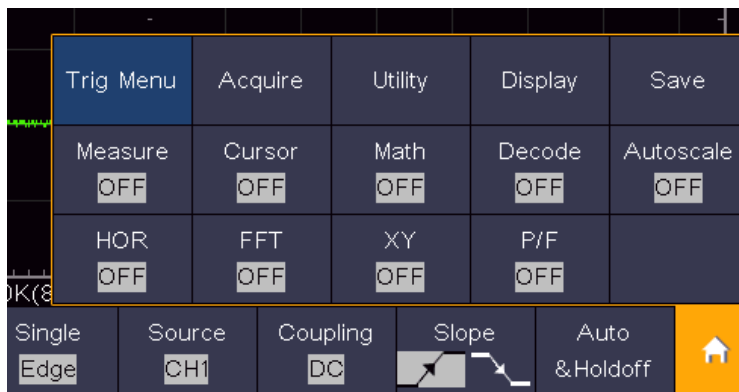 Trig Menu Acquire Utility Display Save
Measure Cursor Math Decode Autoscale
OFF OFF OFF OFF OFF
HOR FFT XY P/F
OFF OFF OFF OFF
K(8
Single Source Coupling Slope Auto
Edge CH1 DC &Holdoff